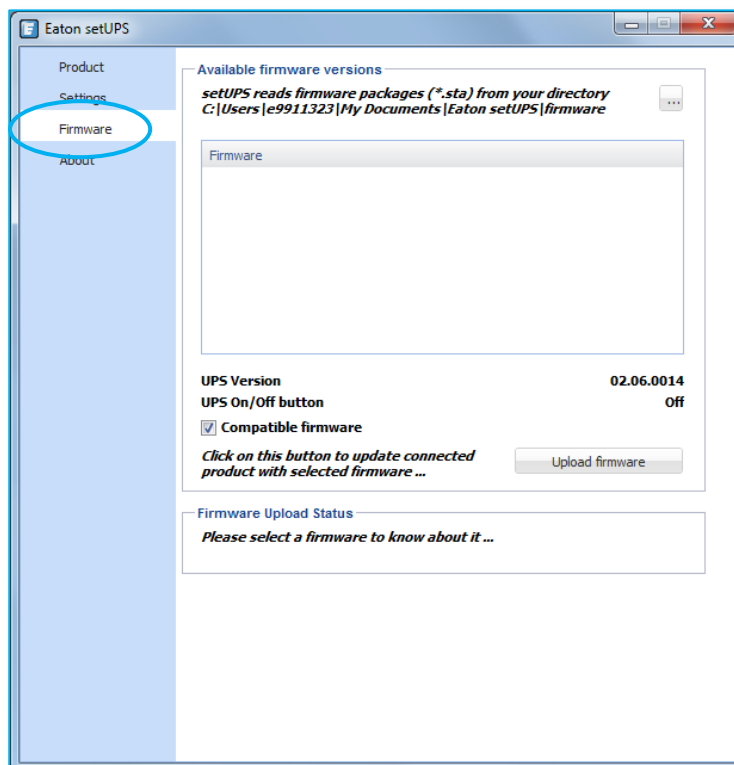 Eaton setUPS
Product
Settings
Firmware
About
Available firmware versions
setUPS reads firmware packages (*.sta) from your directory
C:|Users|e9911323|My Documents|Eaton setUPS|firmware
...
Firmware
UPS Version 02.06.0014
UPS On/Off button Off
Compatible firmware
Click on this button to update connected
product with selected firmware ...
Upload firmware
Firmware Upload Status
Please select a firmware to know about it ...